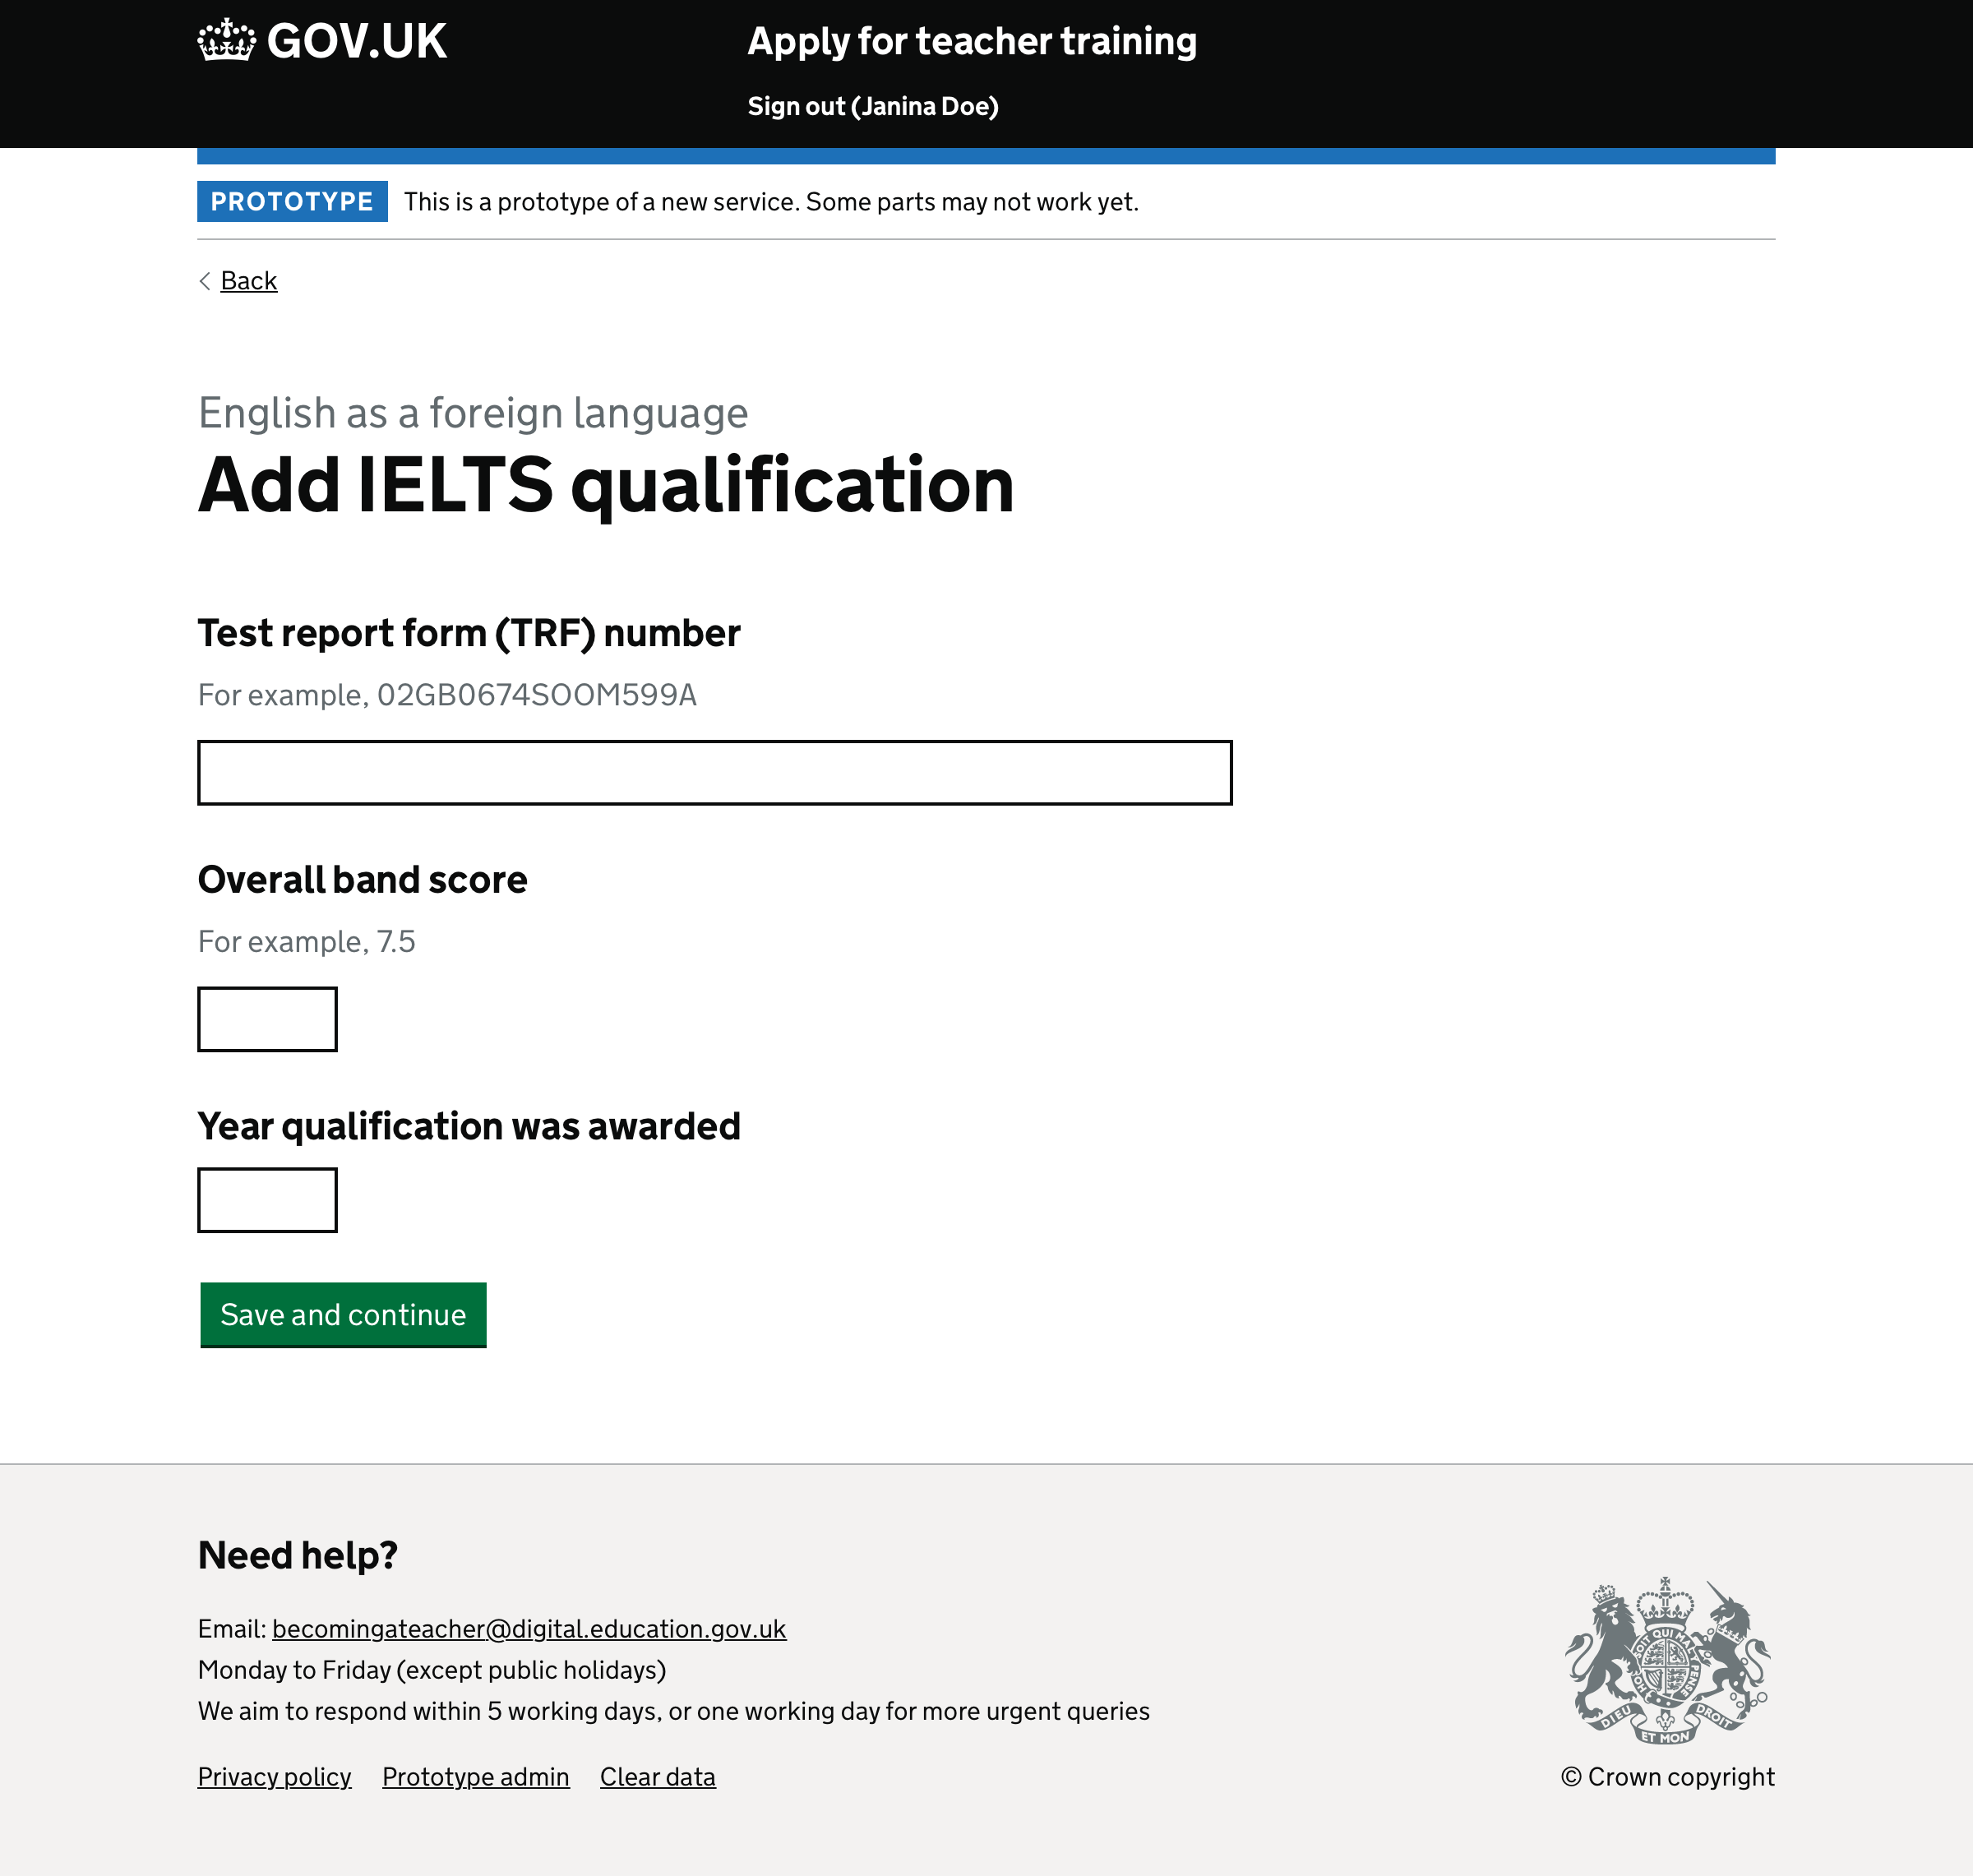 GOV.UK
Apply for teacher training
Sign out (Janina Doe)
PROTOTYPE This is a prototype of a new service. Some parts may not work yet.
Back
English as a foreign language
Add IELTS qualification
Test report form (TRF) number
For example, 02GB0674SOOM599A
Overall band score
For example, 7.5
Year qualification was awarded
Save and continue
Need help?
Email: becomingateacher@digital.education.gov.uk
Monday to Friday (except public holidays)
We aim to respond within 5 working days, or one working day for more urgent queries
Privacy policy Prototype admin Clear data
DIEU ET MON DROIT
© Crown copyright